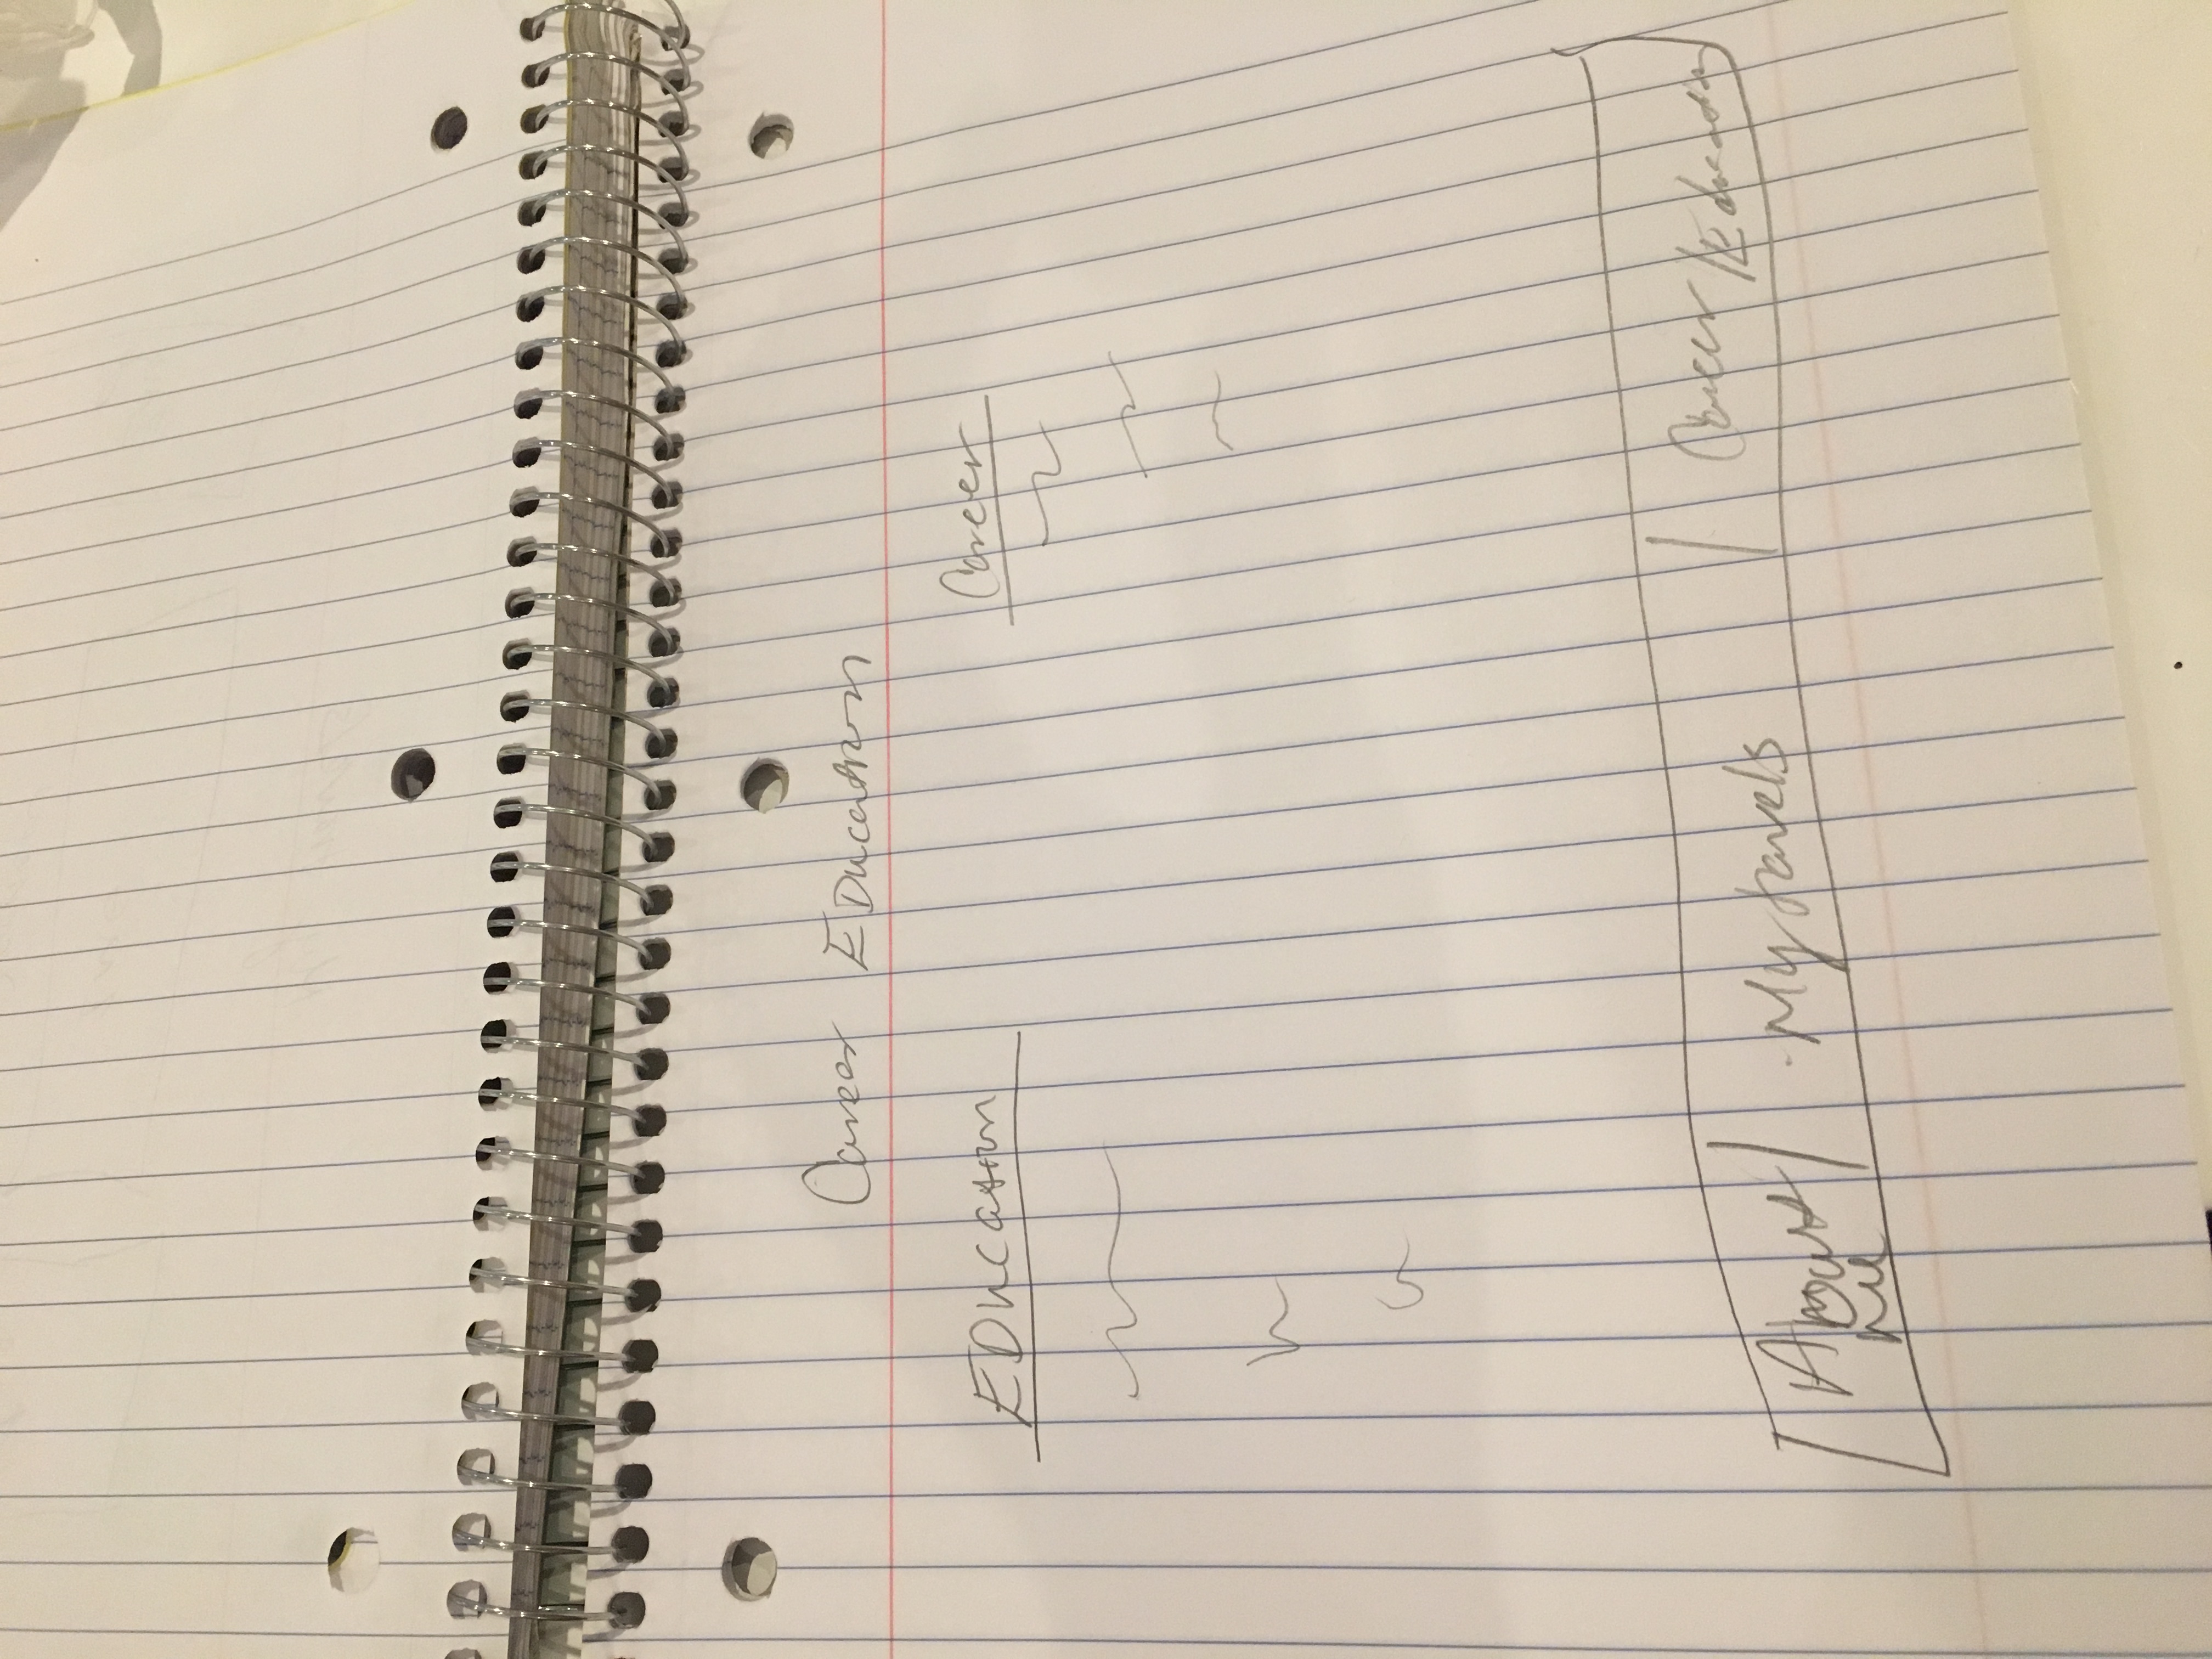 Career EDucation
EDucation
Career
About
me
My travels
Career/Education